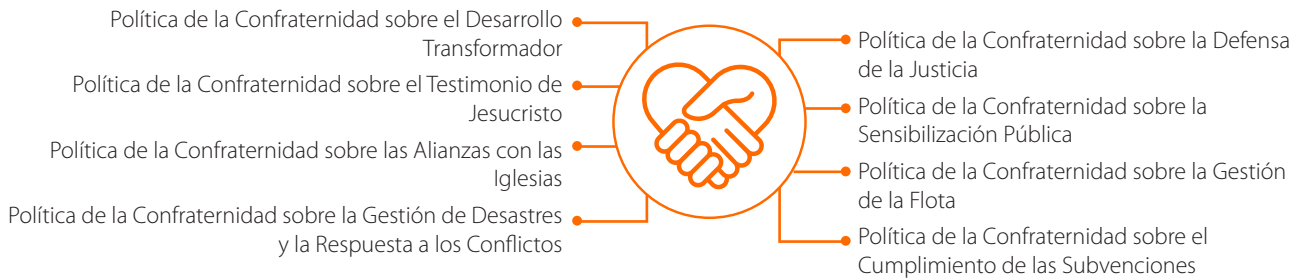 Política de la Confraternidad sobre el Desarrollo
Transformador
Política de la Confraternidad sobre el Testimonio de
Jesucristo
Política de la Confraternidad sobre las Alianzas con las
Iglesias
Política de la Confraternidad sobre la Gestión de Desastres
y la Respuesta a los Conflictos
Política de la Confraternidad sobre la Defensa
de la Justicia
Política de la Confraternidad sobre la
Sensibilización Pública
Política de la Confraternidad sobre la Gestión
de la Flota
Política de la Confraternidad sobre el
Cumplimiento de las Subvenciones